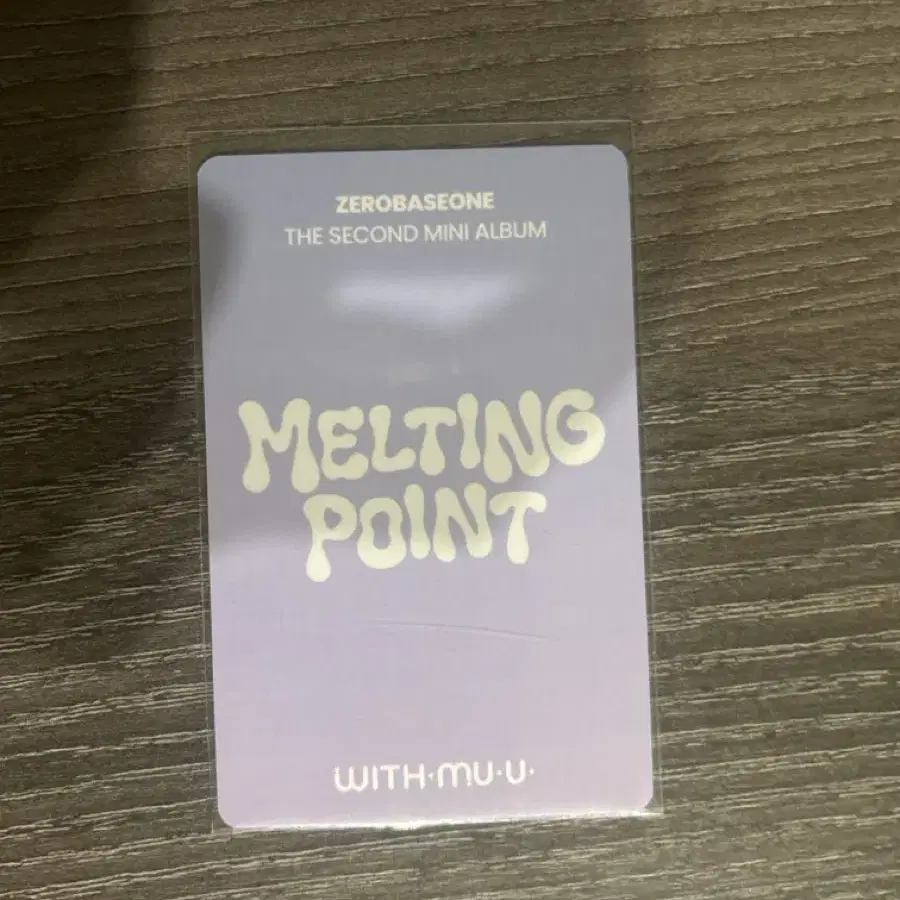 ZEROBASEONE
THE SECOND MINI ALBUM
MELTING
POINT
WITH·MU·U·